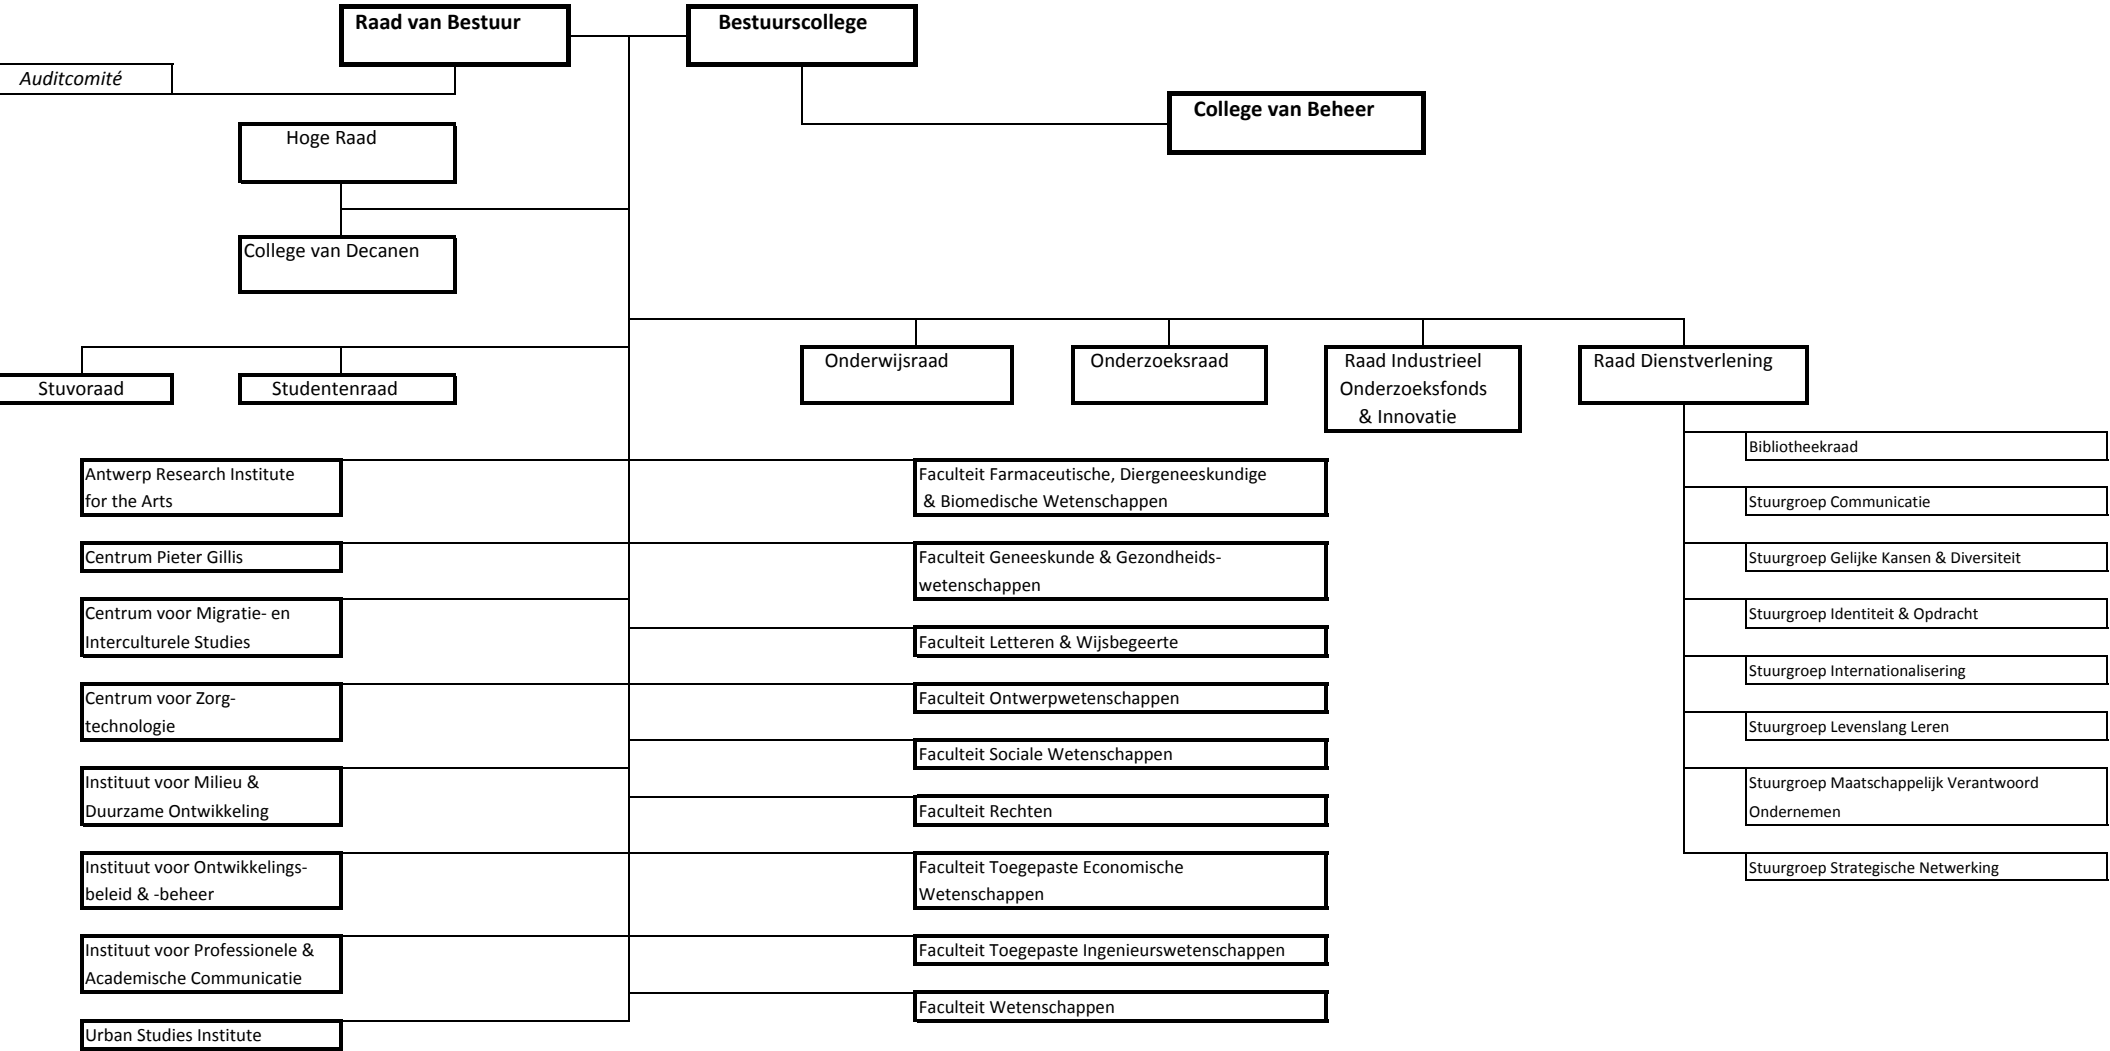 Raad van Bestuur
Bestuurscollege
Auditcomité
College van Beheer
Hoge Raad
College van Decanen
Stuvoraad
Studentenraad
Onderwijsraad
Onderzoeksraad
Raad Industrieel
Onderzoeksfonds
& Innovatie
Raad Dienstverlening
Antwerp Research Institute
for the Arts
Centrum Pieter Gillis
Centrum voor Migratie- en
Interculturele Studies
Centrum voor Zorg-
technologie
Instituut voor Milieu &
Duurzame Ontwikkeling
Instituut voor Ontwikkelings-
beleid & -beheer
Instituut voor Professionele &
Academische Communicatie
Urban Studies Institute
Faculteit Farmaceutische, Diergeneeskundige
& Biomedische Wetenschappen
Faculteit Geneeskunde & Gezondheids-
wetenschappen
Faculteit Letteren & Wijsbegeerte
Faculteit Ontwerpwetenschappen
Faculteit Sociale Wetenschappen
Faculteit Rechten
Faculteit Toegepaste Economische
Wetenschappen
Faculteit Toegepaste Ingenieurswetenschappen
Faculteit Wetenschappen
Bibliotheekraad
Stuurgroep Communicatie
Stuurgroep Gelijke Kansen & Diversiteit
Stuurgroep Identiteit & Opdracht
Stuurgroep Internationalisering
Stuurgroep Levenslang Leren
Stuurgroep Maatschappelijk Verantwoord
Ondernemen
Stuurgroep Strategische Netwerking